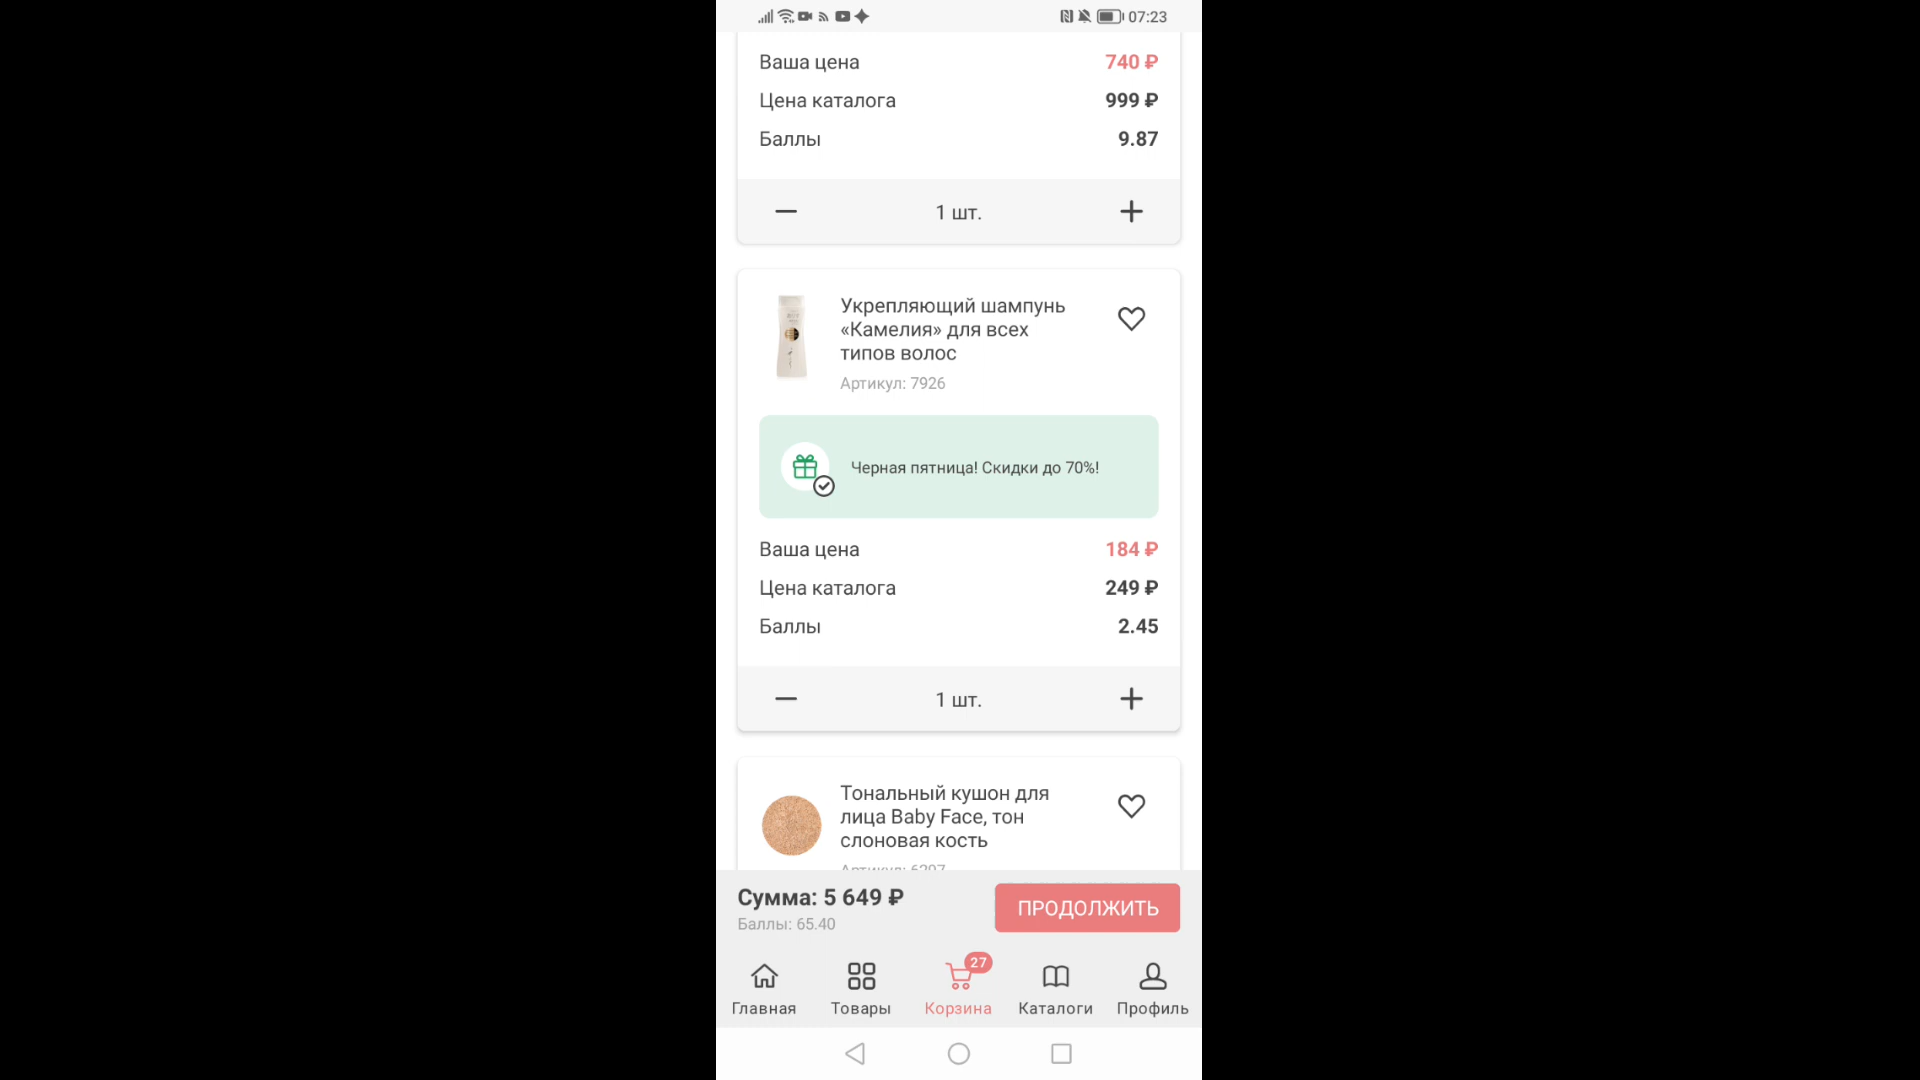 07:23
Ваша цена 740 ₽
Цена каталога 999 ₽
Баллы 9.87
1 шт.
Укрепляющий шампунь
«Камелия» для всех
типов волос
Артикул: 7926
Черная пятница! Скидки до 70%!
Ваша цена 184 ₽
Цена каталога 249 ₽
Баллы 2.45
1 шт.
Тональный кушон для
лица Baby Face, тон
слоновая кость
Артикул: 6297
Сумма: 5 649 ₽
Баллы: 65.40
ПРОДОЛЖИТЬ
27
Главная Товары Корзина Каталоги Профиль